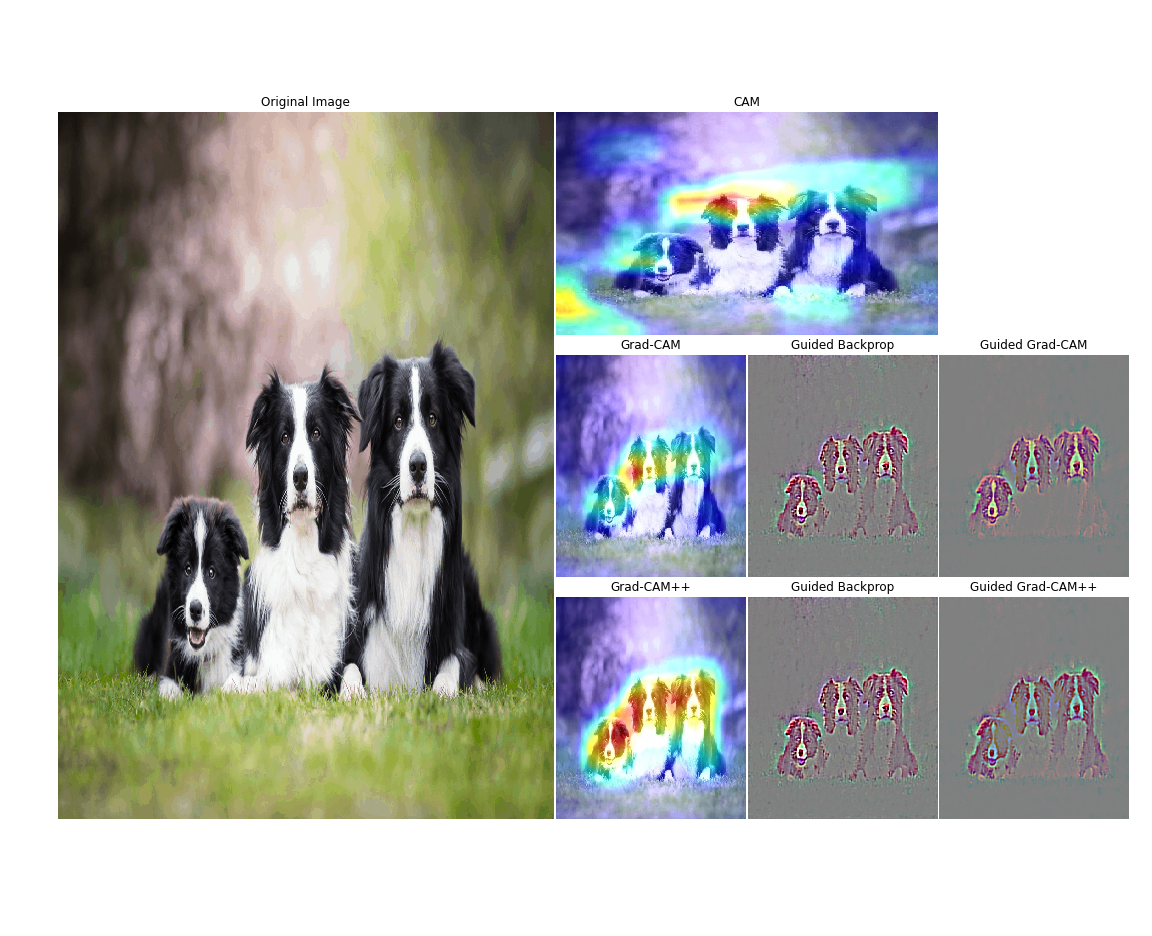 Original Image
CAM
Grad-CAM
Guided Backprop
Guided Grad-CAM
Grad-CAM++
Guided Backprop
Guided Grad-CAM++